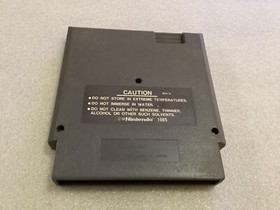 CAUTION
● DO NOT STORE IN EXTREME TEMPERATURES.
● DO NOT IMMERSE IN WATER.
● DO NOT CLEAN WITH BENZENE, THINNER,
ALCOHOL OR OTHER SUCH SOLVENTS.
Nintendo 1985